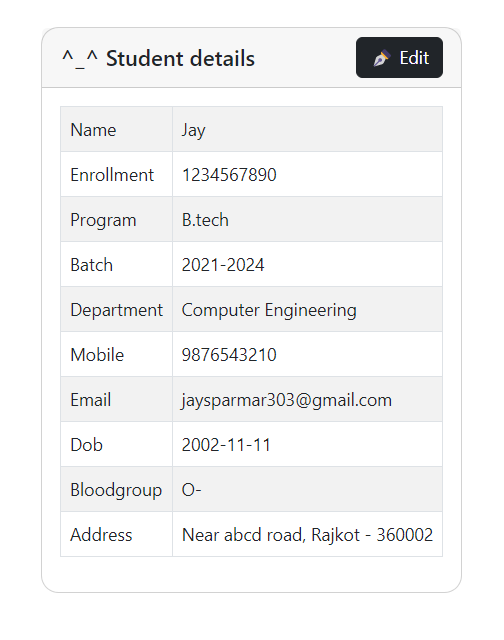 ^_^ Student details
Edit
Name Jay
Enrollment 1234567890
Program B.tech
Batch 2021-2024
Department Computer Engineering
Mobile 9876543210
Email jaysparmar303@gmail.com
Dob 2002-11-11
Bloodgroup O-
Address Near abcd road, Rajkot - 360002